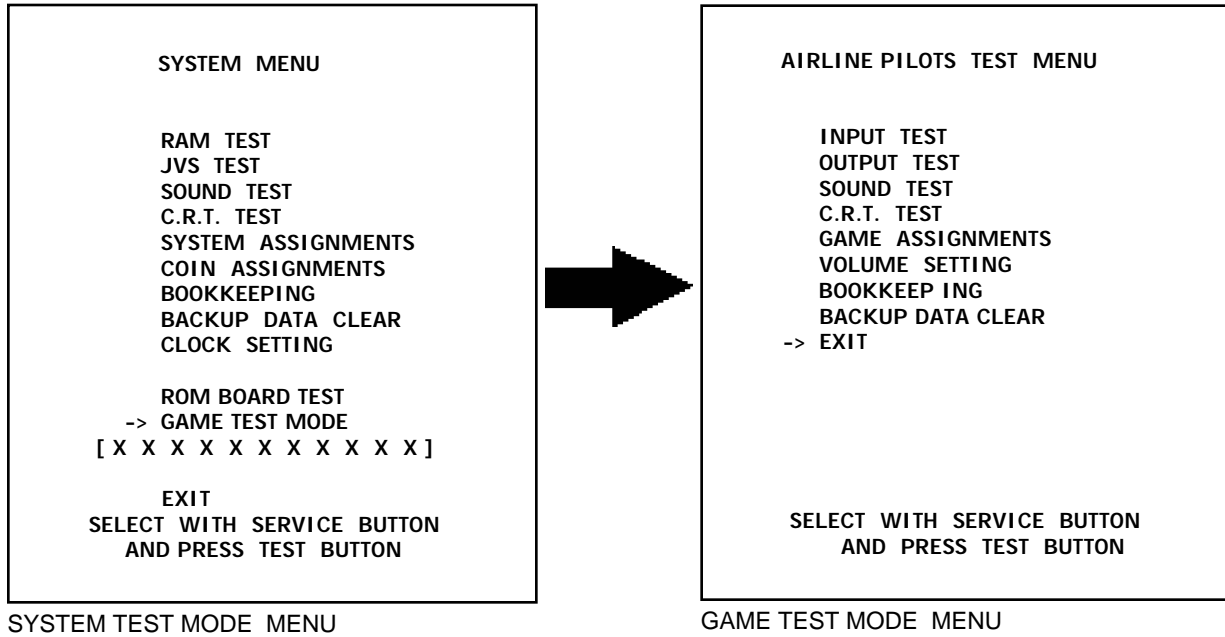 SYSTEM MENU
RAM TEST
JVS TEST
SOUND TEST
C.R.T. TEST
SYSTEM ASSIGNMENTS
COIN ASSIGNMENTS
BOOKKEEPING
BACKUP DATA CLEAR
CLOCK SETTING
ROM BOARD TEST
-> GAME TEST MODE
[ X X X X X X X X X X X ]
EXIT
SELECT WITH SERVICE BUTTON
AND PRESS TEST BUTTON
SYSTEM TEST MODE MENU
AIRLINE PILOTS TEST MENU
INPUT TEST
OUTPUT TEST
SOUND TEST
C.R.T. TEST
GAME ASSIGNMENTS
VOLUME SETTING
BOOKKEEP ING
BACKUP DATA CLEAR
-> EXIT
SELECT WITH SERVICE BUTTON
AND PRESS TEST BUTTON
GAME TEST MODE MENU